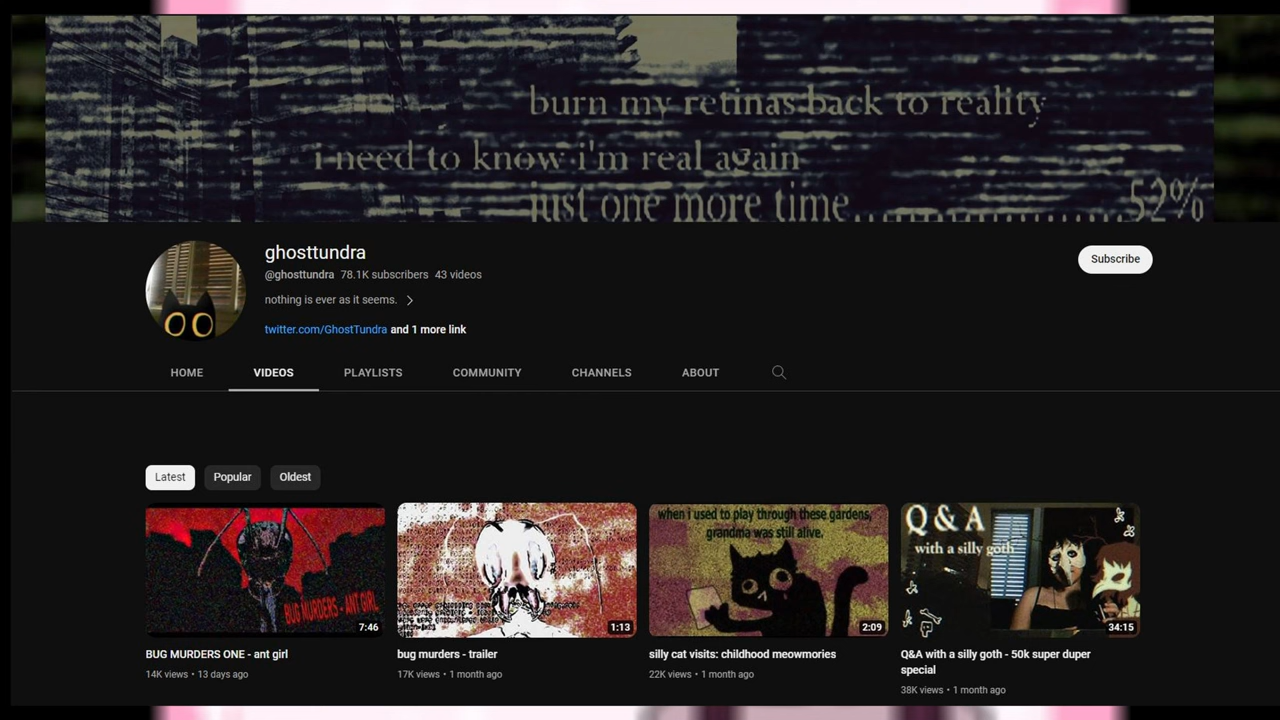 burn my retinas back to reality
i need to know i'm real again
just one more time......................52%
ghosttundra
Subscribe
@ghosttundra 78.1K subscribers 43 videos
nothing is ever as it seems.
twitter.com/GhostTundra and 1 more link
HOME VIDEOS PLAYLISTS COMMUNITY CHANNELS ABOUT
Latest Popular Oldest
BUG MURDERS - ANT GIRL
7:46
1:13
when i used to play through these gardens,
grandma was still alive.
2:09
Q & A
with a silly goth
34:15
BUG MURDERS ONE - ant girl
14K views • 13 days ago
bug murders - trailer
17K views • 1 month ago
silly cat visits: childhood meowmories
22K views • 1 month ago
Q&A with a silly goth - 50k super duper
special
38K views • 1 month ago